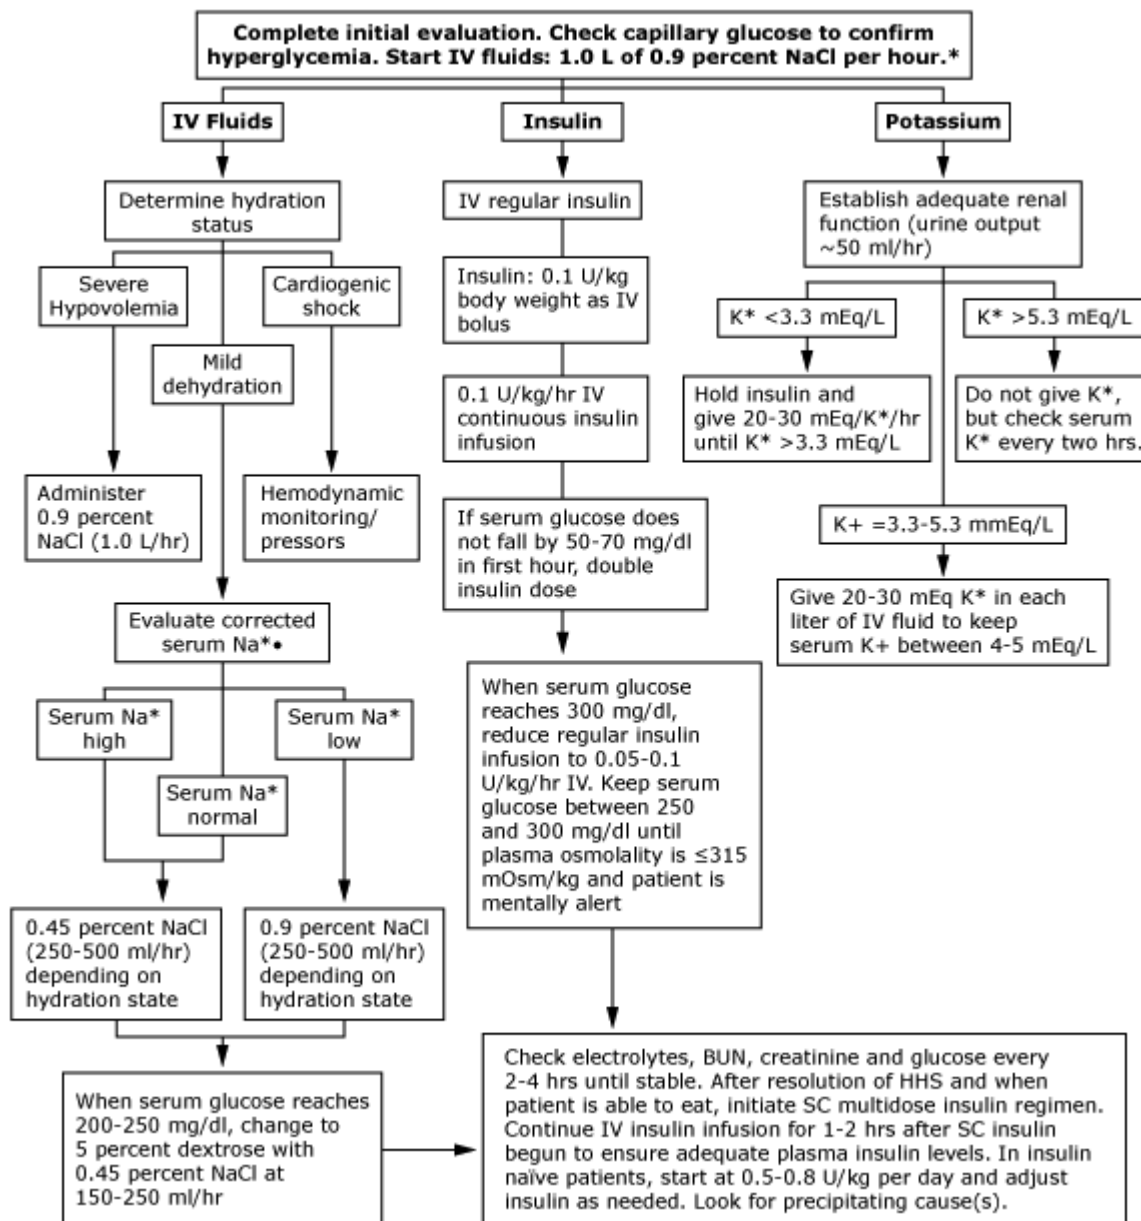 Complete initial evaluation. Check capillary glucose to confirm
hyperglycemia. Start IV fluids: 1.0 L of 0.9 percent NaCl per hour.*
IV Fluids
Determine hydration
status
Severe
Hypovolemia
Cardiogenic
shock
Mild
dehydration
Administer
0.9 percent
NaCl (1.0 L/hr)
Hemodynamic
monitoring/
pressors
Evaluate corrected
serum Na*•
Serum Na*
high
Serum Na*
low
Serum Na*
normal
0.45 percent NaCl
(250-500 ml/hr)
depending on
hydration state
0.9 percent NaCl
(250-500 ml/hr)
depending on
hydration state
When serum glucose reaches
200-250 mg/dl, change to
5 percent dextrose with
0.45 percent NaCl at
150-250 ml/hr
Insulin
IV regular insulin
Insulin: 0.1 U/kg
body weight as IV
bolus
0.1 U/kg/hr IV
continuous insulin
infusion
If serum glucose does
not fall by 50-70 mg/dl
in first hour, double
insulin dose
When serum glucose
reaches 300 mg/dl,
reduce regular insulin
infusion to 0.05-0.1
U/kg/hr IV. Keep serum
glucose between 250
and 300 mg/dl until
plasma osmolality is ≤315
mOsm/kg and patient is
mentally alert
Potassium
Establish adequate renal
function (urine output
~50 ml/hr)
K* <3.3 mEq/L
K* >5.3 mEq/L
Hold insulin and
give 20-30 mEq/K*/hr
until K* >3.3 mEq/L
Do not give K*,
but check serum
K* every two hrs.
K+ =3.3-5.3 mmEq/L
Give 20-30 mEq K* in each
liter of IV fluid to keep
serum K+ between 4-5 mEq/L
Check electrolytes, BUN, creatinine and glucose every
2-4 hrs until stable. After resolution of HHS and when
patient is able to eat, initiate SC multidose insulin regimen.
Continue IV insulin infusion for 1-2 hrs after SC insulin
begun to ensure adequate plasma insulin levels. In insulin
naïve patients, start at 0.5-0.8 U/kg per day and adjust
insulin as needed. Look for precipitating cause(s).